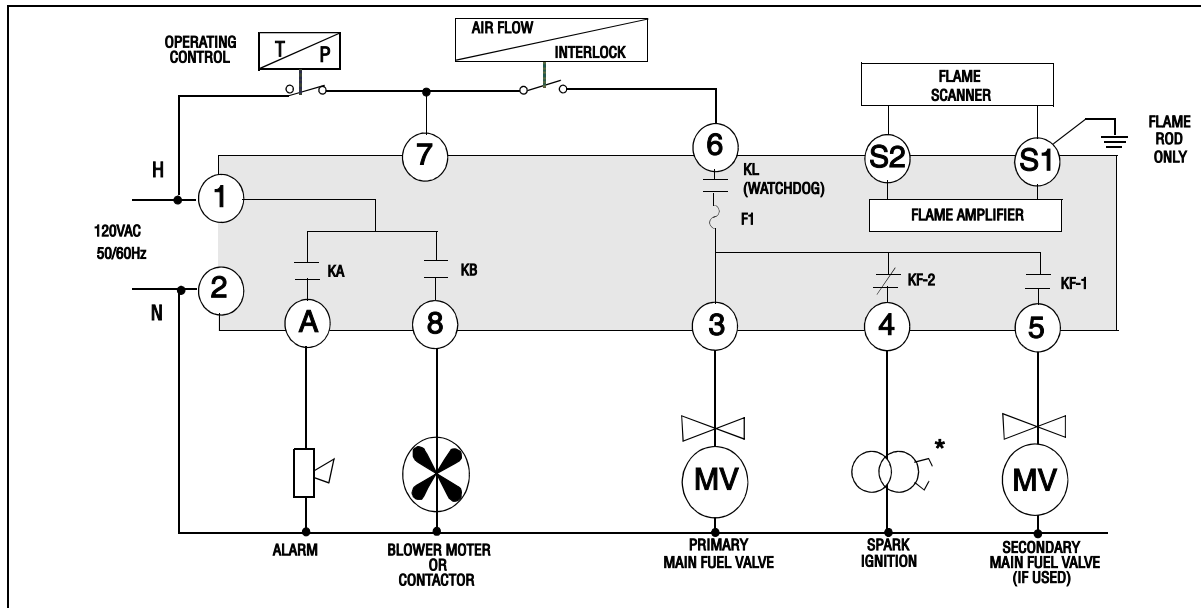 OPERATING
CONTROL
T
P
AIR FLOW
INTERLOCK
FLAME
SCANNER
FLAME
ROD
ONLY
H
1
7
6
S2
S1
KL
(WATCHDOG)
F1
FLAME AMPLIFIER
120VAC
50/60Hz
2
N
KA
KB
KF-2
KF-1
A
8
3
4
5
MV
*
MV
ALARM
BLOWER MOTER
OR
CONTACTOR
PRIMARY
MAIN FUEL VALVE
SPARK
IGNITION
SECONDARY
MAIN FUEL VALVE
(IF USED)